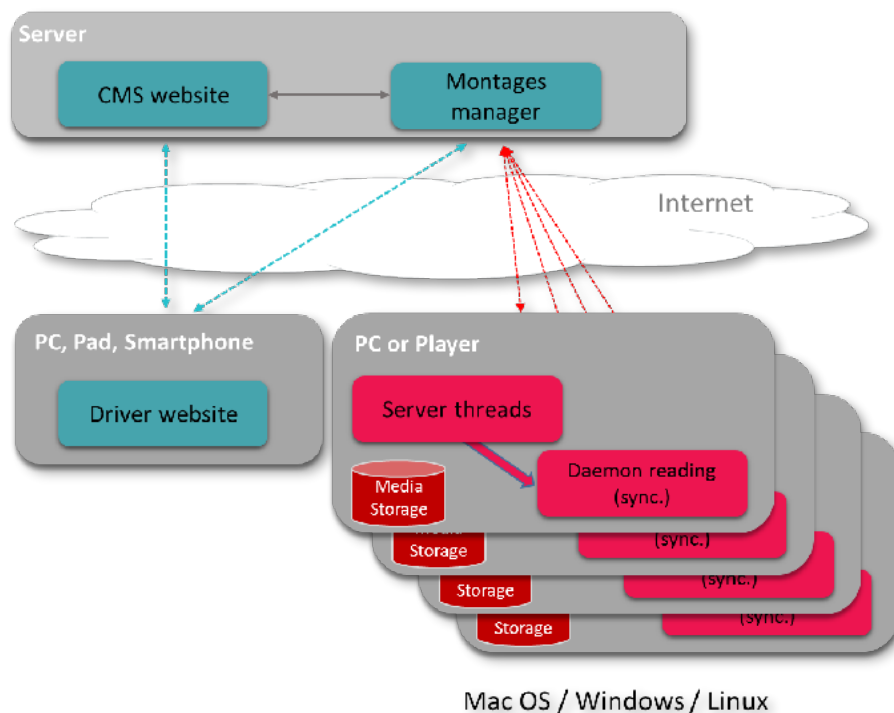 Server
CMS website
Montages
manager
Internet
PC, Pad, Smartphone
Driver website
PC or Player
Server threads
Daemon reading
(sync.)
Media
Storage
(sync.)
Storage
(sync.)
Storage
(sync.)
Storage
Mac OS / Windows / Linux